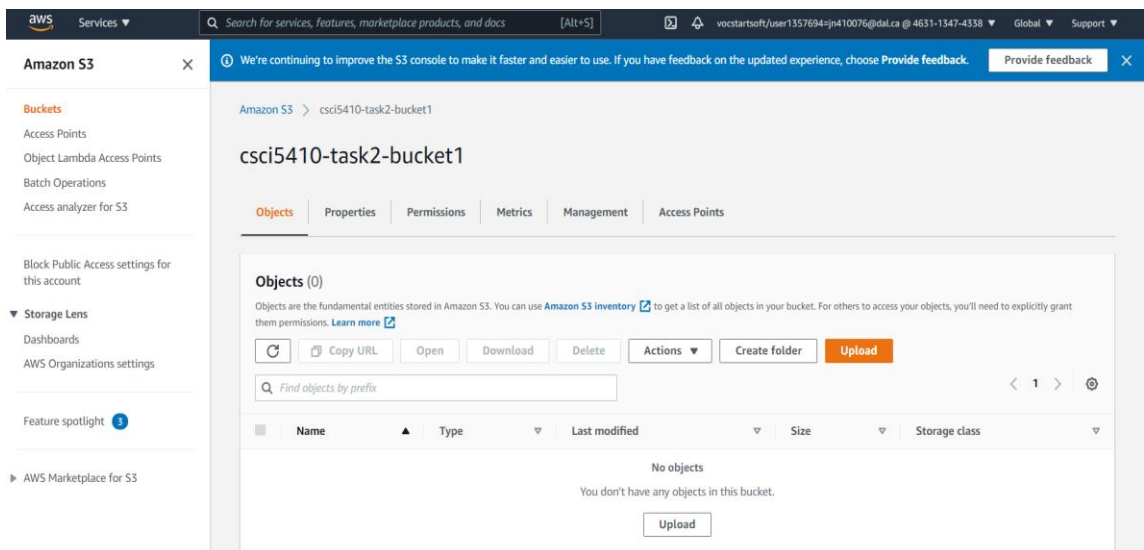 aws Services ▼ Search for services, features, marketplace products, and docs [Alt+S] vocstartsoft/user1357694=jn410076@dal.ca @ 4631-1347-4338 ▼ Global ▼ Support ▼
Amazon S3
We're continuing to improve the S3 console to make it faster and easier to use. If you have feedback on the updated experience, choose Provide feedback. Provide feedback
Buckets
Access Points
Object Lambda Access Points
Batch Operations
Access analyzer for S3
Block Public Access settings for
this account
▼ Storage Lens
Dashboards
AWS Organizations settings
Feature spotlight 3
▶ AWS Marketplace for S3
Amazon S3 > csci5410-task2-bucket1
csci5410-task2-bucket1
Objects Properties Permissions Metrics Management Access Points
Objects (0)
Objects are the fundamental entities stored in Amazon S3. You can use Amazon S3 inventory to get a list of all objects in your bucket. For others to access your objects, you'll need to explicitly grant
them permissions. Learn more
Copy URL Open Download Delete Actions ▼ Create folder Upload
Find objects by prefix < 1 >
Name ▲ Type Last modified Size Storage class
No objects
You don't have any objects in this bucket.
Upload